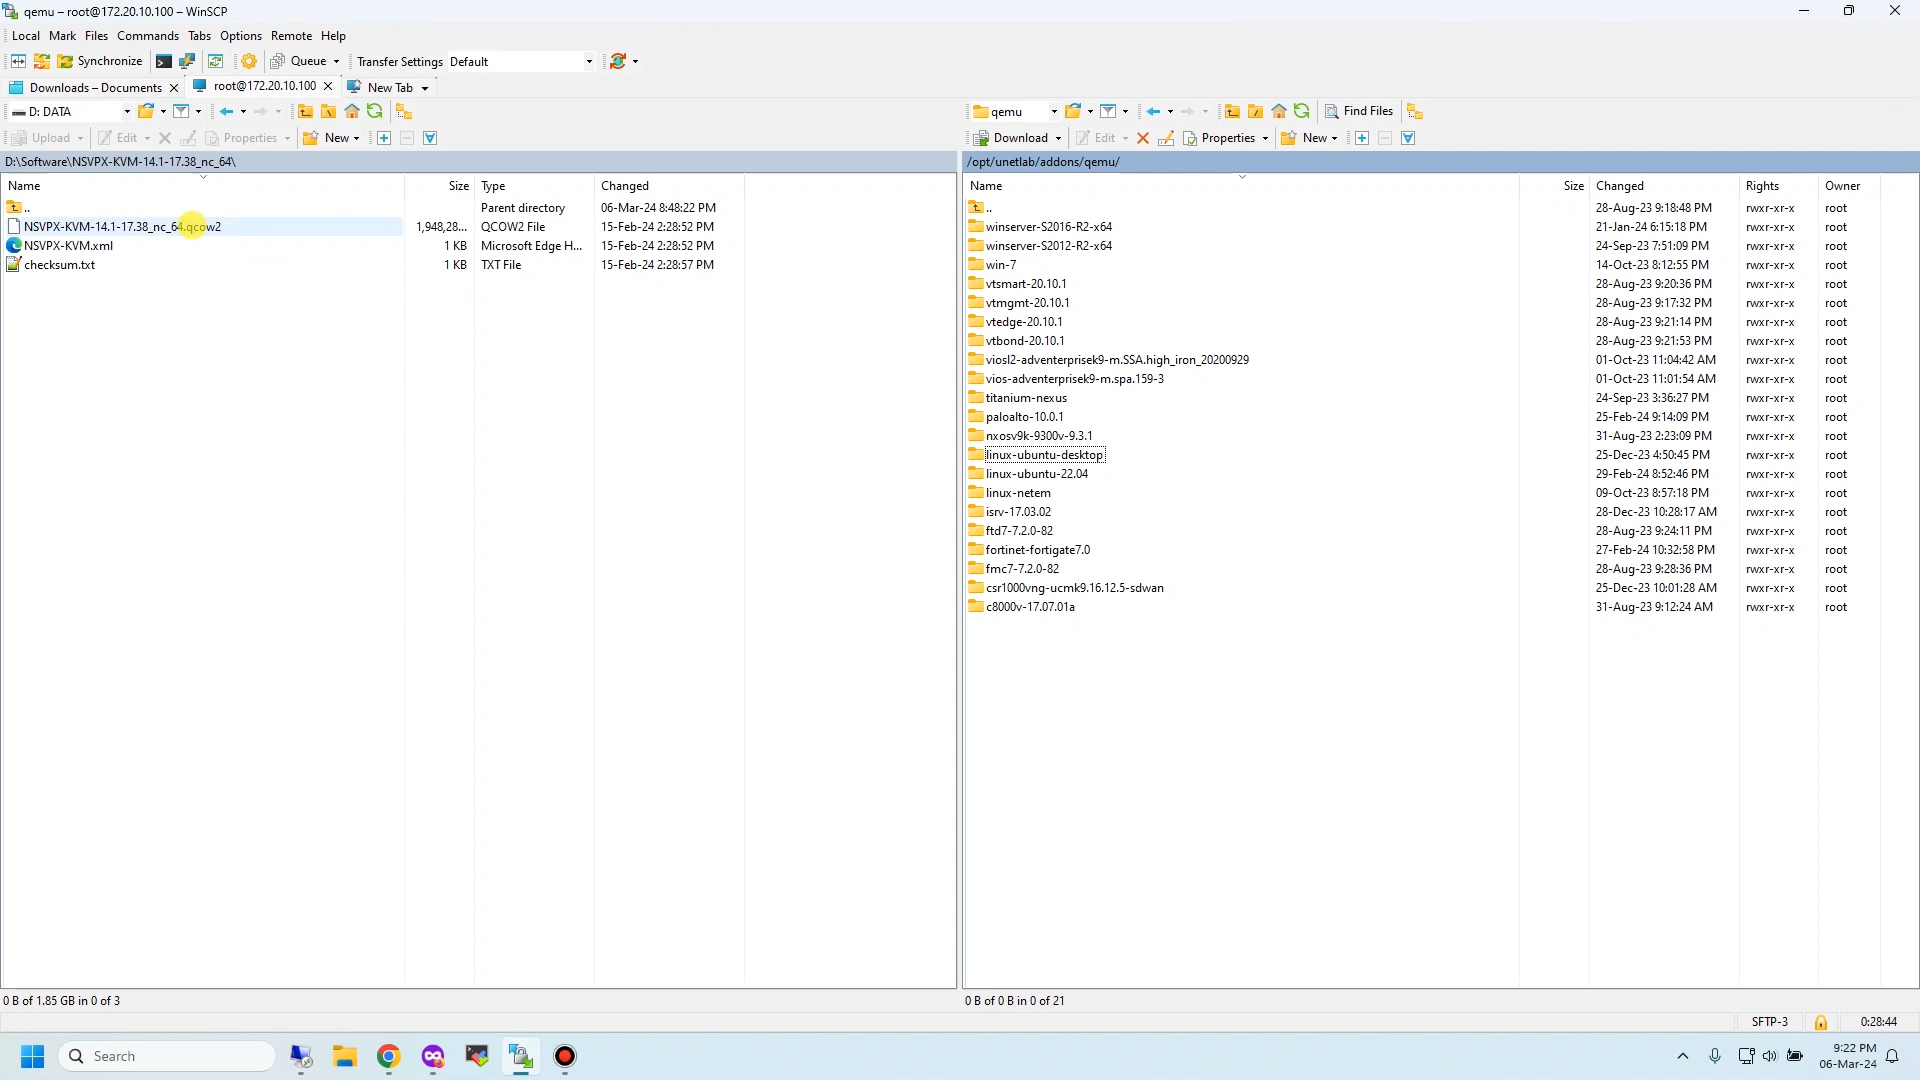 qemu – root@172.20.10.100 – WinSCP
Local Mark Files Commands Tabs Options Remote Help
Synchronize Queue Transfer Settings Default
Downloads – Documents root@172.20.10.100 New Tab
D: DATA qemu Find Files
Upload Edit Properties New Download Edit Properties New
D:\Software\NSVPX-KVM-14.1-17.38_nc_64\ /opt/unetlab/addons/qemu/
Name Size Type Changed Name Size Changed Rights Owner
.. Parent directory 06-Mar-24 8:48:22 PM .. 28-Aug-23 9:18:48 PM rwxr-xr-x root
NSVPX-KVM-14.1-17.38_nc_64.qcow2 1,948,28... QCOW2 File 15-Feb-24 2:28:52 PM winserver-S2016-R2-x64 21-Jan-24 6:15:18 PM rwxr-xr-x root
NSVPX-KVM.xml 1 KB Microsoft Edge H... 15-Feb-24 2:28:52 PM winserver-S2012-R2-x64 24-Sep-23 7:51:09 PM rwxr-xr-x root
checksum.txt 1 KB TXT File 15-Feb-24 2:28:57 PM win-7 14-Oct-23 8:12:55 PM rwxr-xr-x root
vtsmart-20.10.1 28-Aug-23 9:20:36 PM rwxr-xr-x root
vtmgmt-20.10.1 28-Aug-23 9:17:32 PM rwxr-xr-x root
vtedge-20.10.1 28-Aug-23 9:21:14 PM rwxr-xr-x root
vtbond-20.10.1 28-Aug-23 9:21:53 PM rwxr-xr-x root
viosl2-adventerprisek9-m.SSA.high_iron_20200929 01-Oct-23 11:04:42 AM rwxr-xr-x root
vios-adventerprisek9-m.spa.159-3 01-Oct-23 11:01:54 AM rwxr-xr-x root
titanium-nexus 24-Sep-23 3:36:27 PM rwxr-xr-x root
paloalto-10.0.1 25-Feb-24 9:14:09 PM rwxr-xr-x root
nxosv9k-9300v-9.3.1 31-Aug-23 2:23:09 PM rwxr-xr-x root
linux-ubuntu-desktop 25-Dec-23 4:50:45 PM rwxr-xr-x root
linux-ubuntu-22.04 29-Feb-24 8:52:46 PM rwxr-xr-x root
linux-netem 09-Oct-23 8:57:18 PM rwxr-xr-x root
isrv-17.03.02 28-Dec-23 10:28:17 AM rwxr-xr-x root
ftd7-7.2.0-82 28-Aug-23 9:24:11 PM rwxr-xr-x root
fortinet-fortigate7.0 27-Feb-24 10:32:58 PM rwxr-xr-x root
fmc7-7.2.0-82 28-Aug-23 9:28:36 PM rwxr-xr-x root
csr1000vng-ucmk9.16.12.5-sdwan 25-Dec-23 10:01:28 AM rwxr-xr-x root
c8000v-17.07.01a 31-Aug-23 9:12:24 AM rwxr-xr-x root
0 B of 1.85 GB in 0 of 3 0 B of 0 B in 0 of 21
SFTP-3 0:28:44
Search 9:22 PM
06-Mar-24